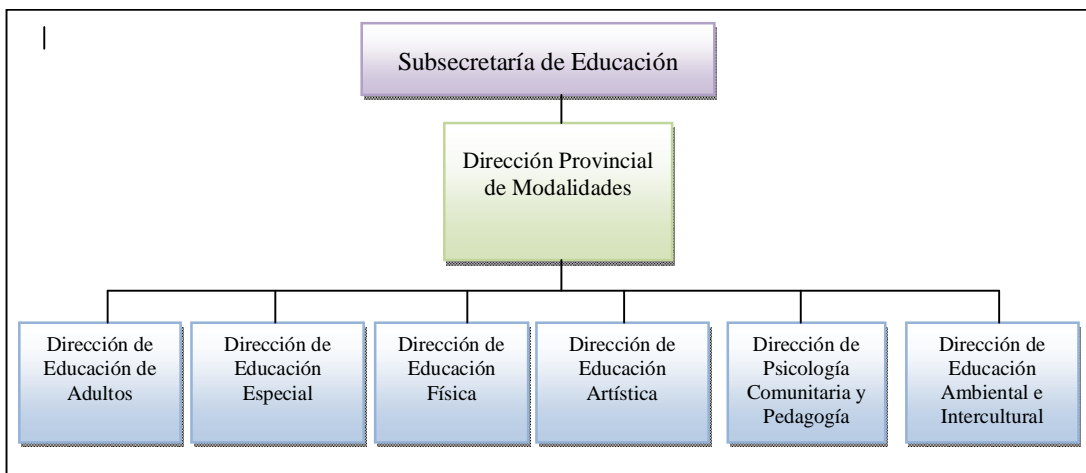 Subsecretaría de Educación
Dirección Provincial
de Modalidades
Dirección de
Educación de
Adultos
Dirección de
Educación
Especial
Dirección de
Educación
Física
Dirección de
Educación
Artística
Dirección de
Psicología
Comunitaria y
Pedagogía
Dirección de
Educación
Ambiental e
Intercultural